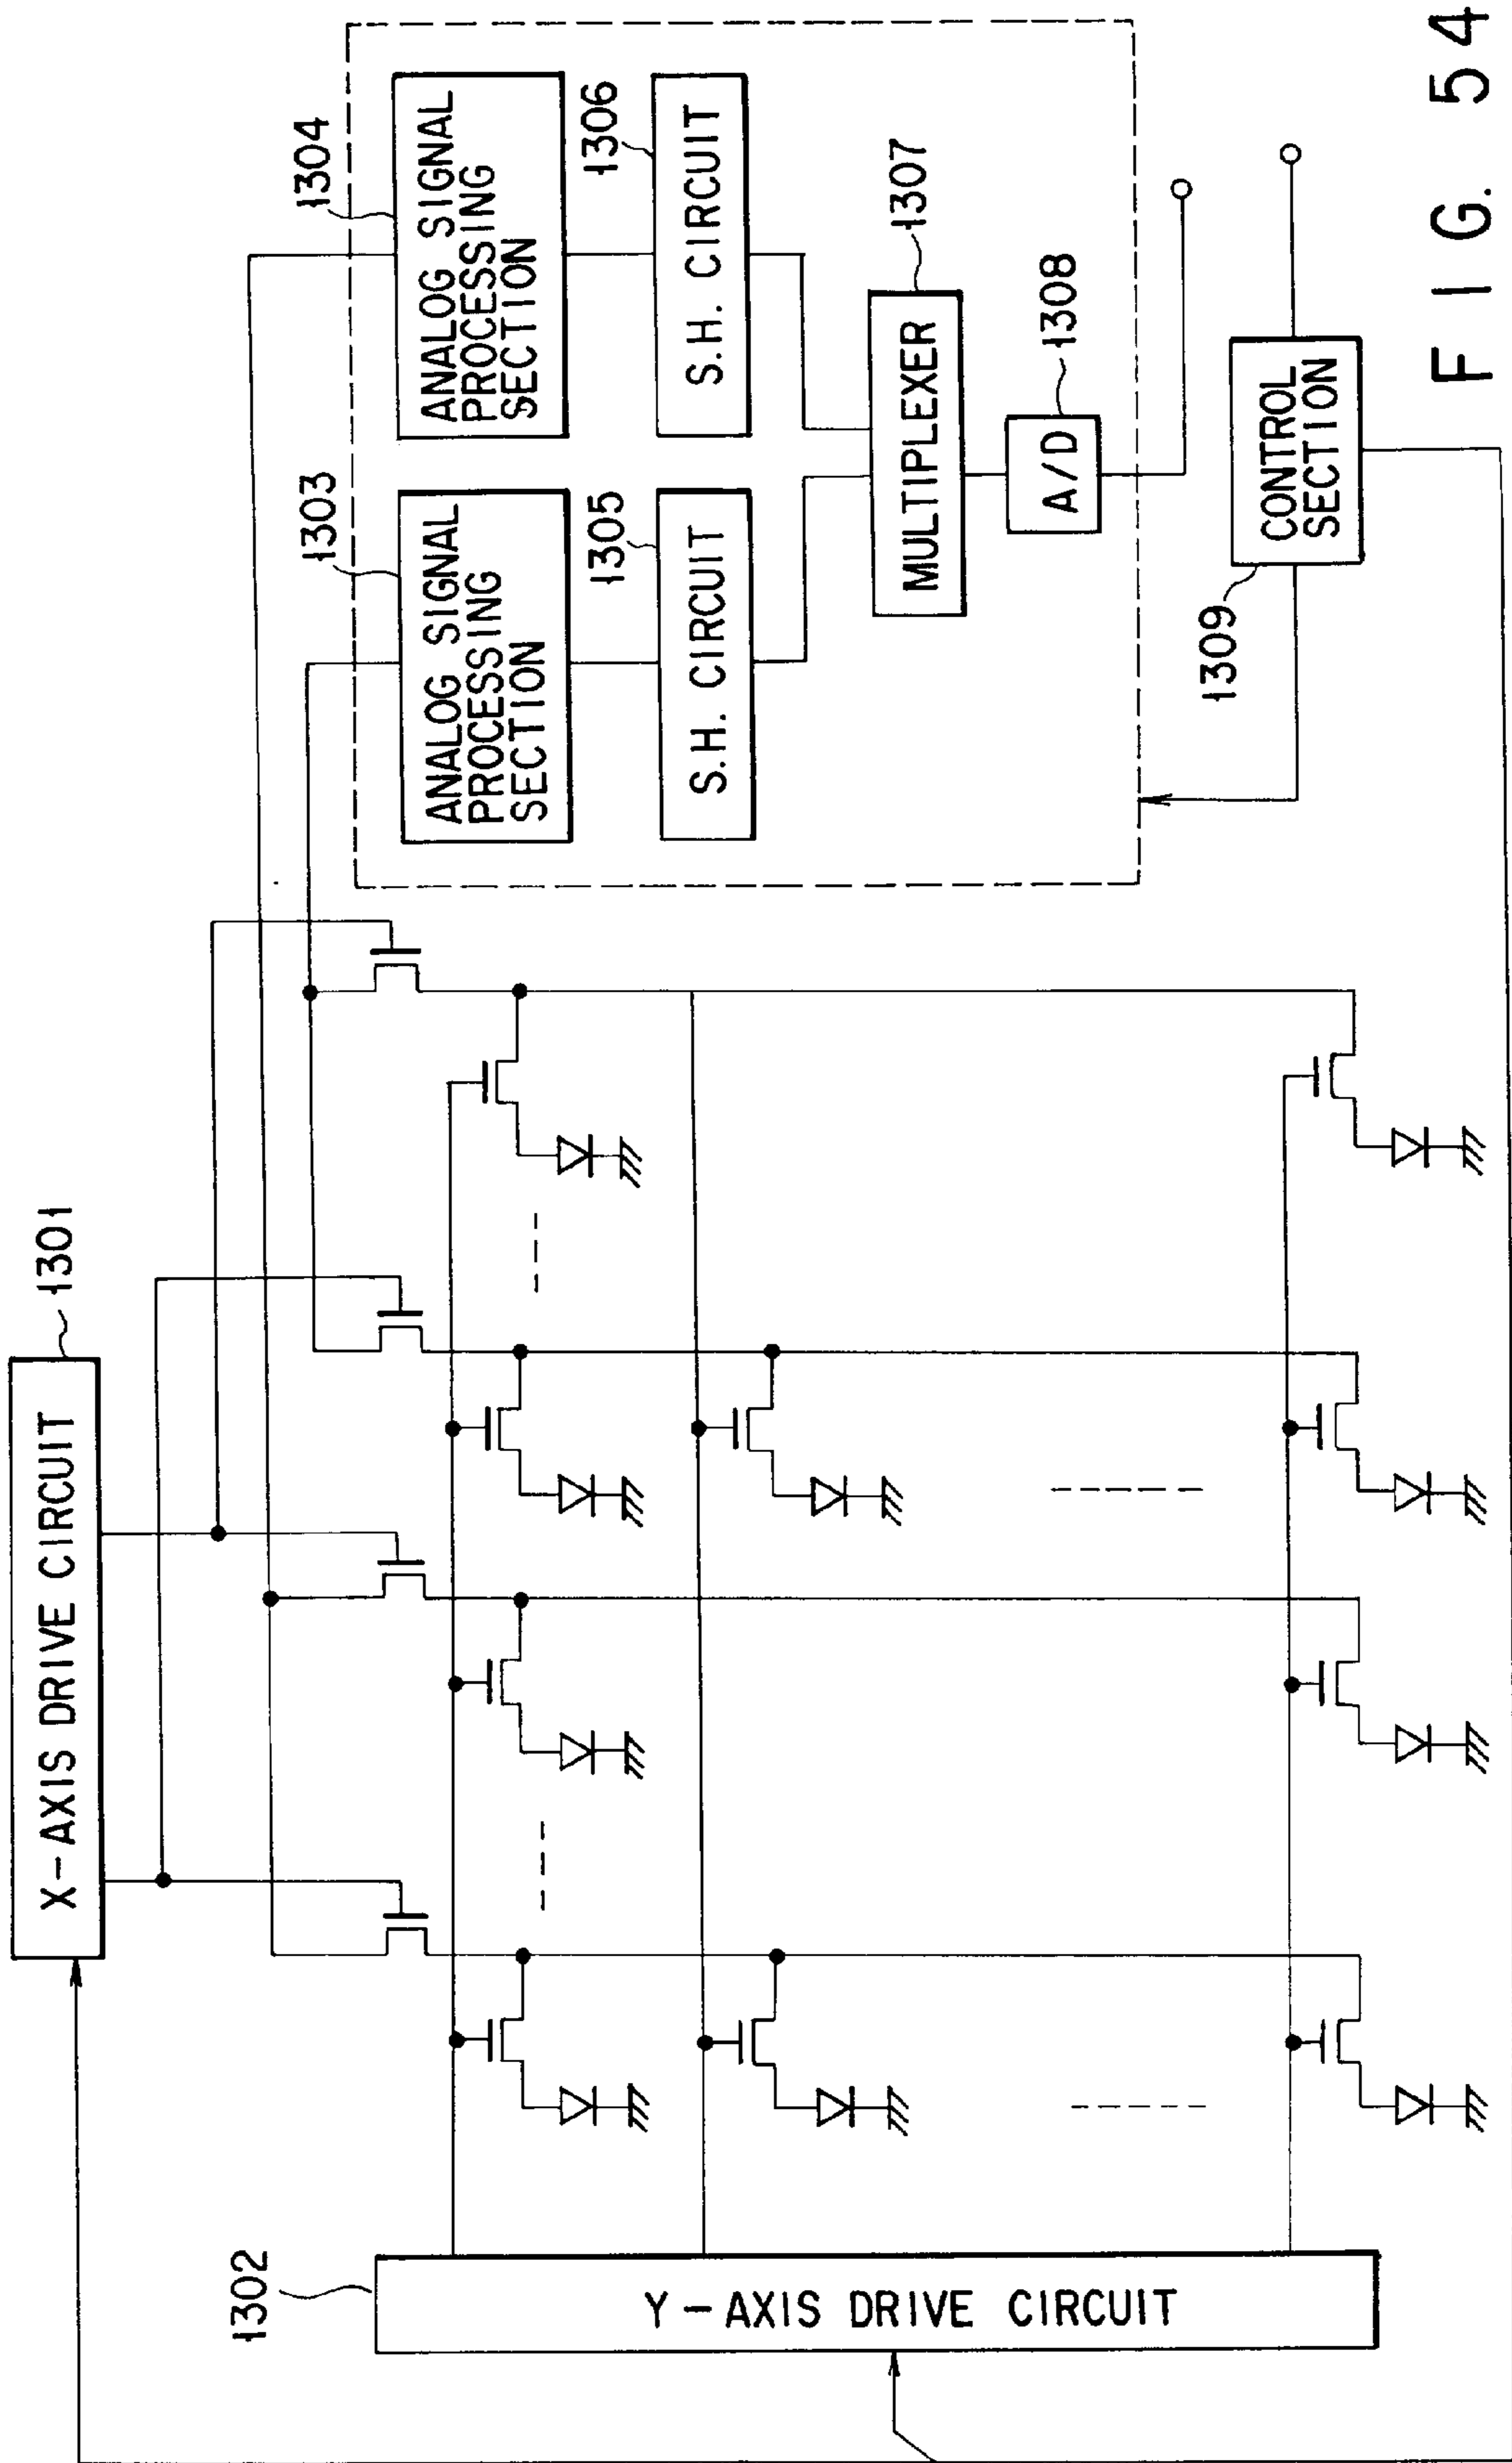 X-AXIS DRIVE CIRCUIT
1301
1302
Y-AXIS DRIVE CIRCUIT
1303
ANALOG SIGNAL
PROCESSING
SECTION
1304
ANALOG SIGNAL
PROCESSING
SECTION
1305
S.H. CIRCUIT
1306
S.H. CIRCUIT
MULTIPLEXER
1307
A/D
1308
1309
CONTROL
SECTION
FIG. 54